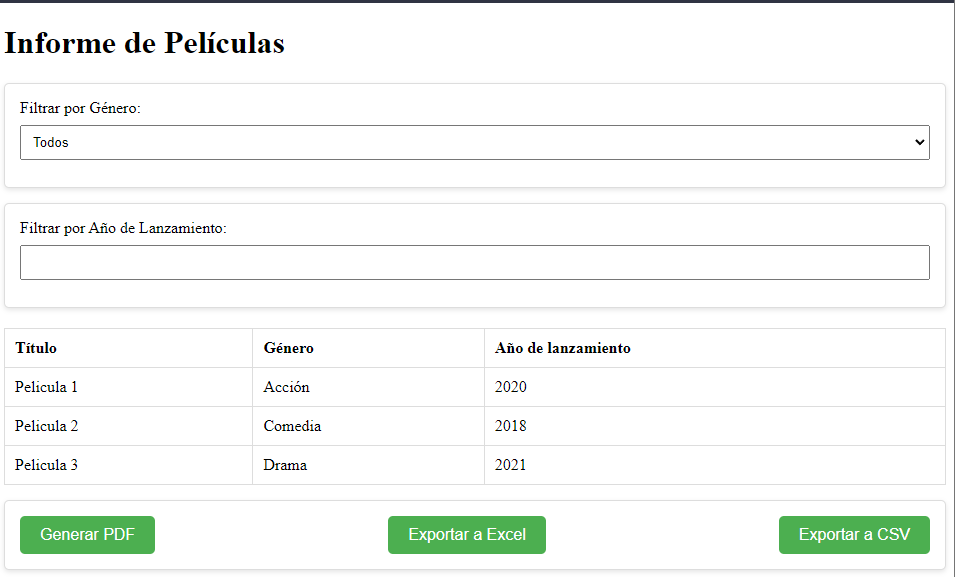 Informe de Películas
Filtrar por Género:
Todos
Filtrar por Año de Lanzamiento:
Título Género Año de lanzamiento
Pelicula 1 Acción 2020
Pelicula 2 Comedia 2018
Pelicula 3 Drama 2021
Generar PDF Exportar a Excel Exportar a CSV